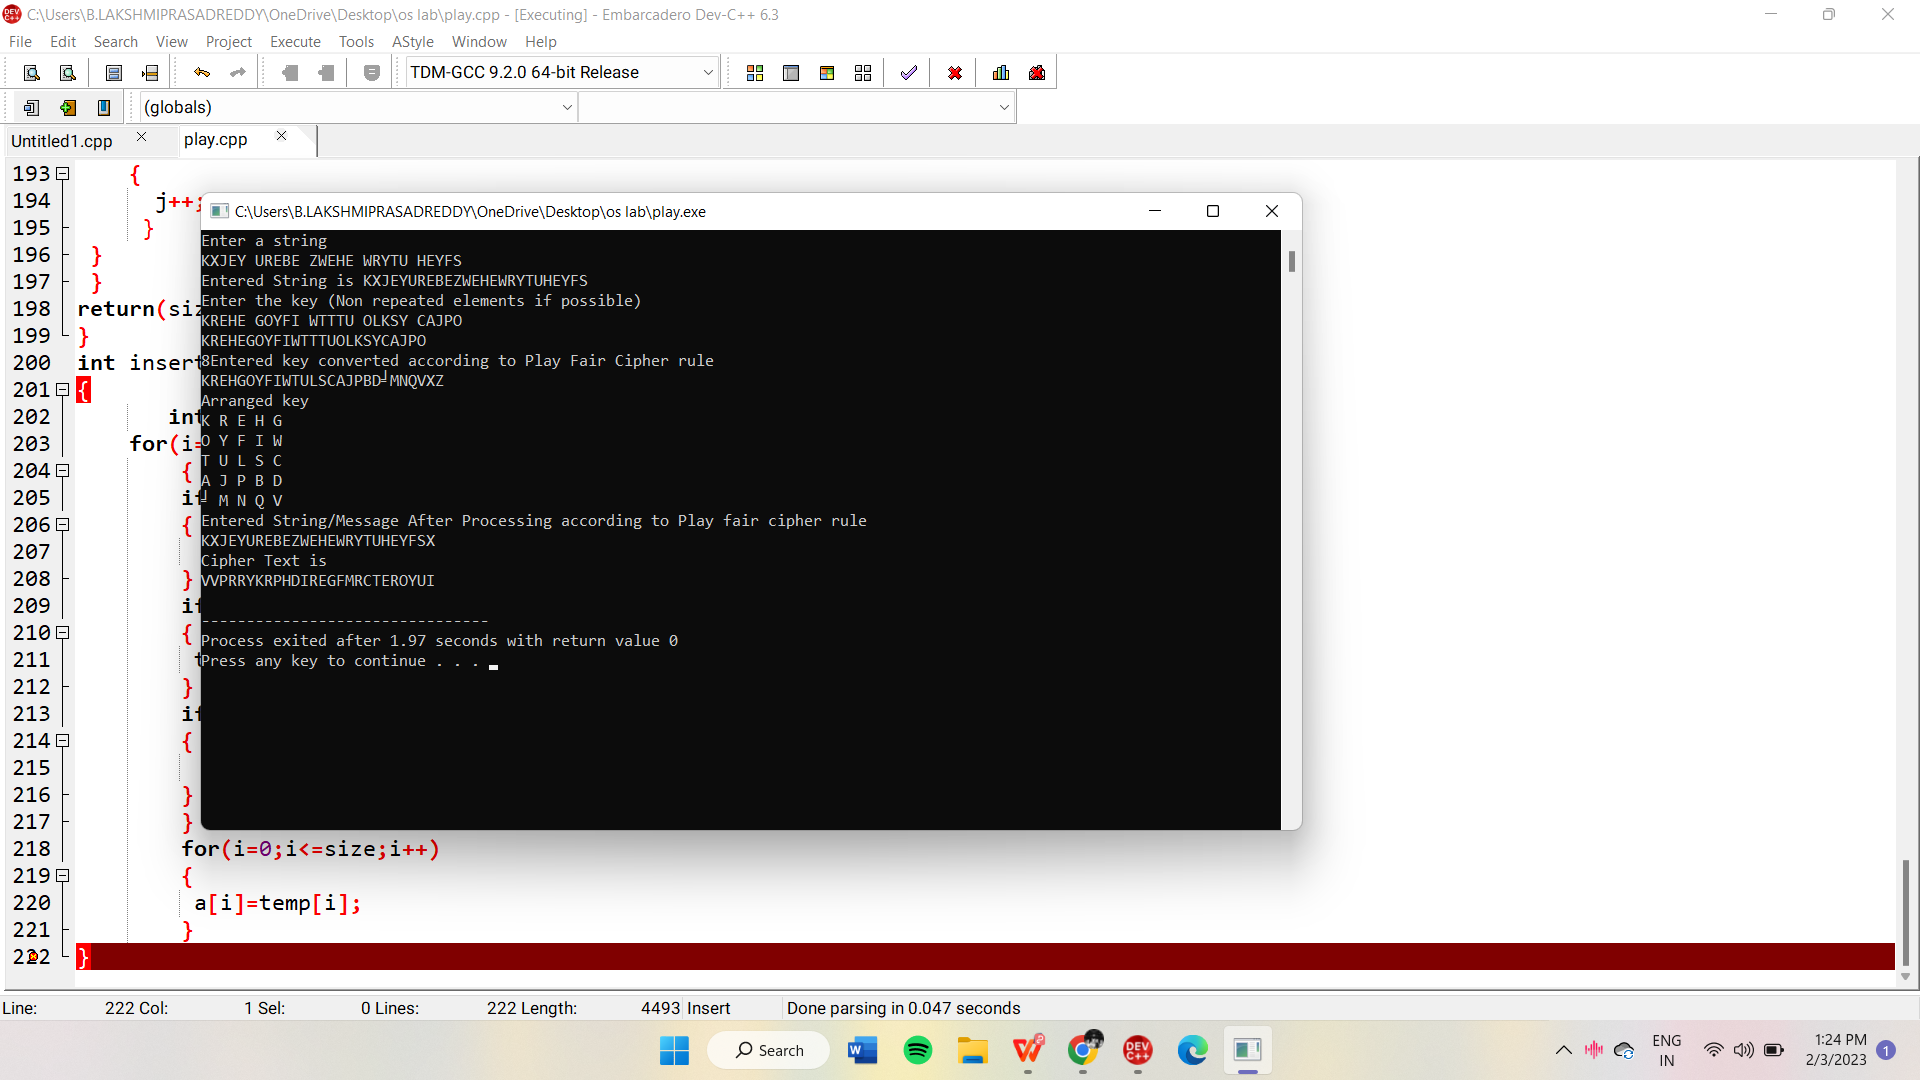 C:\Users\B.LAKSHMIPRASADREDDY\OneDrive\Desktop\os lab\play.cpp - [Executing] - Embarcadero Dev-C++ 6.3
File Edit Search View Project Execute Tools AStyle Window Help
TDM-GCC 9.2.0 64-bit Release
(globals)
Untitled1.cpp play.cpp
193 {
194 j++;
195 }
196 }
197 }
198 return(siz
199 }
200 int insert
201 {
202 int
203 for(i=
204 {
205 if
206 {
207
208 }
209 if
210 {
211 t
212 }
213 if
214 {
215
216 }
217 }
218 for(i=0;i<=size;i++)
219 {
220 a[i]=temp[i];
221 }
222 }
C:\Users\B.LAKSHMIPRASADREDDY\OneDrive\Desktop\os lab\play.exe
Enter a string
KXJEY UREBE ZWEHE WRYTU HEYFS
Entered String is KXJEYUREBEZWEHEWRYTUHEYFS
Enter the key (Non repeated elements if possible)
KREHE GOYFI WTTTU OLKSY CAJPO
KREHEGOYFIWTTTUOLKSYCAJPO
8Entered key converted according to Play Fair Cipher rule
KREHGOYFIWTULSCAJPBD╛MNQVXZ
Arranged key
K R E H G
O Y F I W
T U L S C
A J P B D
╛ M N Q V
Entered String/Message After Processing according to Play fair cipher rule
KXJEYUREBEZWEHEWRYTUHEYFSX
Cipher Text is
VVPRRYKRPHDIREGFMRCTEROYUI
--------------------------------
Process exited after 1.97 seconds with return value 0
Press any key to continue . . .
Line: 222 Col: 1 Sel: 0 Lines: 222 Length: 4493 Insert Done parsing in 0.047 seconds
Search
ENG
IN
1:24 PM
2/3/2023
1